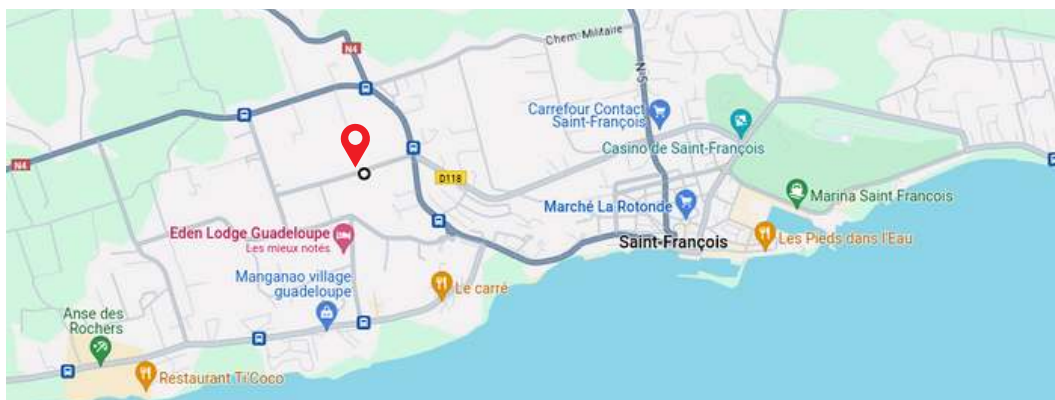 N4
Chem. Militaire
N-5
Carrefour Contact
Saint-François
Casino de Saint-François
N4
D118
Marina Saint Francois
Marché La Rotonde
Eden Lodge Guadeloupe
Les mieux notés
Saint-François
Les Pieds dans l'Eau
Manganao village
guadeloupe
Le carré
Anse des
Rochers
Restaurant Ti'Coco